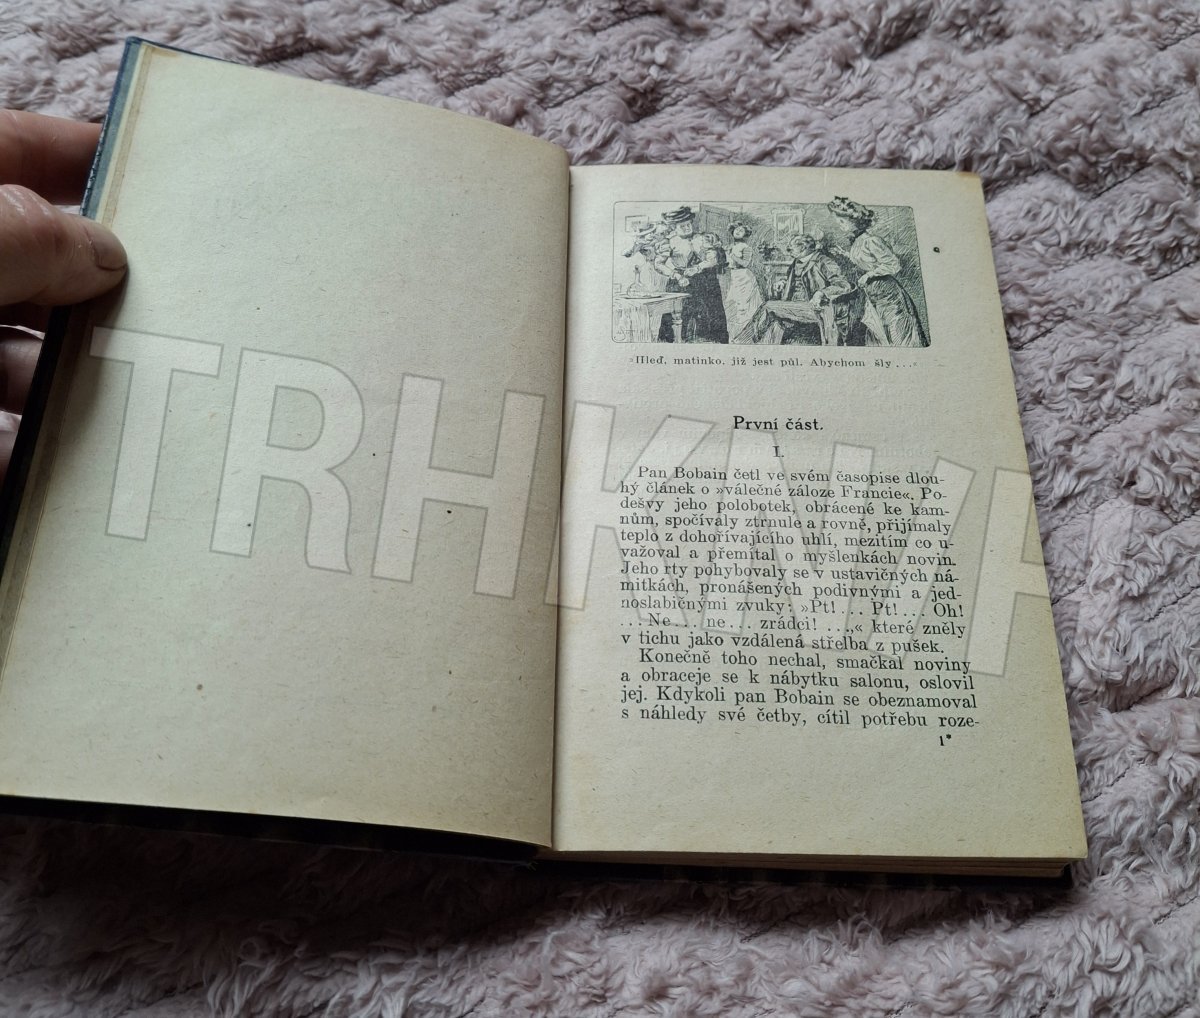 »Hleď, matinko, již jest půl. Abychom šly ...«
První část.
I.
Pan Bobain četl ve svém časopise dlou-
hý článek o »válečné záloze Francie«. Po-
dešvy jeho polobotek, obrácené ke kam-
nům, spočívaly ztrnule a rovně, přijímaly
teplo z dohořívajícího uhlí, mezitím co u-
važoval a přemítal o myšlenkách novin.
Jeho rty pohybovaly se v ustavičných ná-
mitkách, pronášených podivnými a jed-
noslabičnými zvuky: »Pt! ... Pt! ... Oh!
... Ne ... ne ... zrádci! ...,« které zněly
v tichu jako vzdálená střelba z pušek.
Konečně toho nechal, smačkal noviny
a obraceje se k nábytku salonu, oslovil
jej. Kdykoli pan Bobain se obeznamoval
s náhledy své četby, cítil potřebu roze-
1*
TRHKNIH